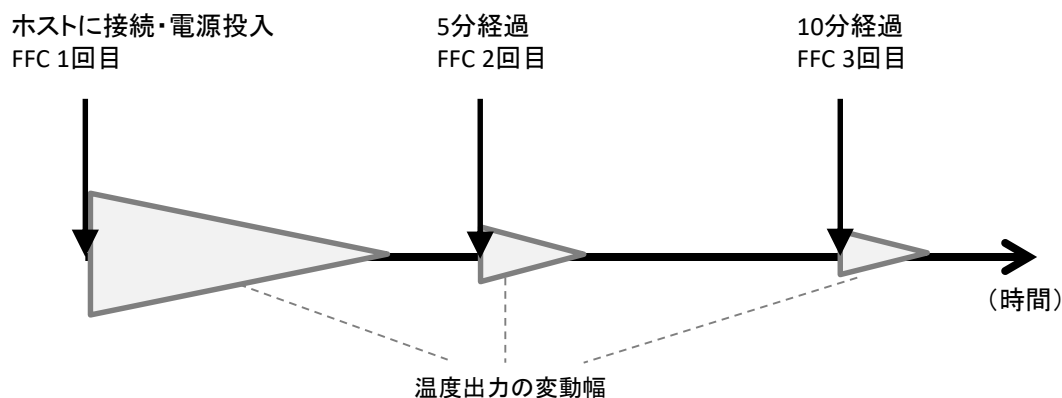 ホストに接続・電源投入
FFC 1回目
5分経過
FFC 2回目
10分経過
FFC 3回目
（時間）
温度出力の変動幅